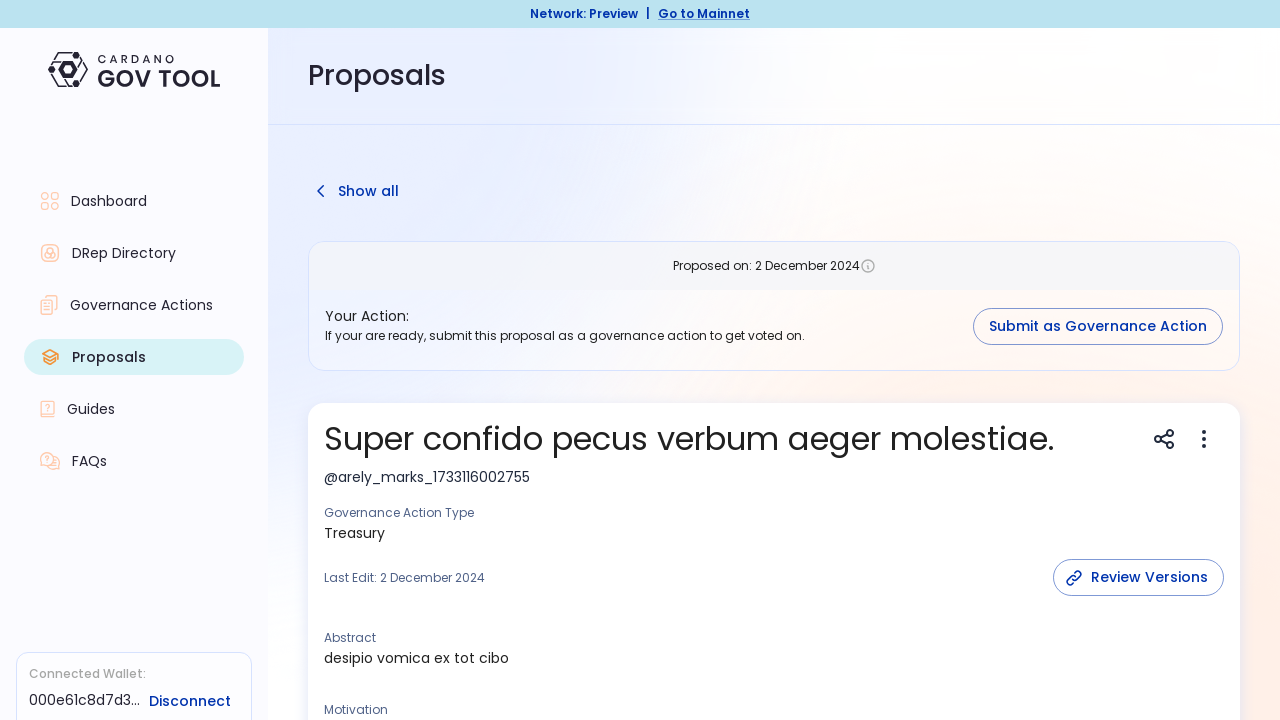 Network: Preview | Go to Mainnet
CARDANO
GOV TOOL
Proposals
Dashboard
DRep Directory
Governance Actions
Proposals
Guides
FAQs
Connected Wallet:
000e61c8d7d3... Disconnect
Show all
Proposed on: 2 December 2024
Your Action:
If your are ready, submit this proposal as a governance action to get voted on.
Submit as Governance Action
Super confido pecus verbum aeger molestiae.
@arely_marks_1733116002755
Governance Action Type
Treasury
Last Edit: 2 December 2024
Review Versions
Abstract
desipio vomica ex tot cibo
Motivation